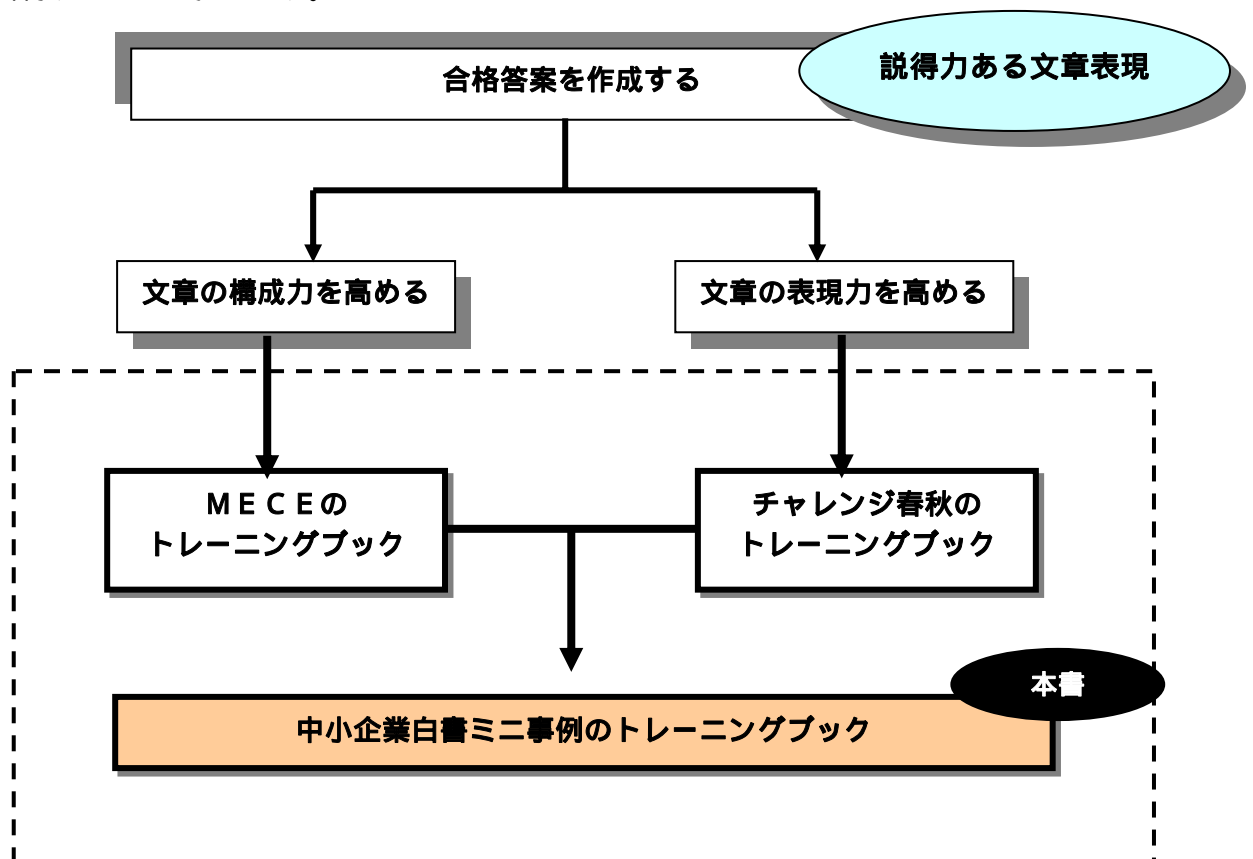 合格答案を作成する
説得力ある文章表現
文章の構成力を高める
文章の表現力を高める
ＭＥＣＥの
トレーニングブック
チャレンジ春秋の
トレーニングブック
本書
中小企業白書ミニ事例のトレーニングブック